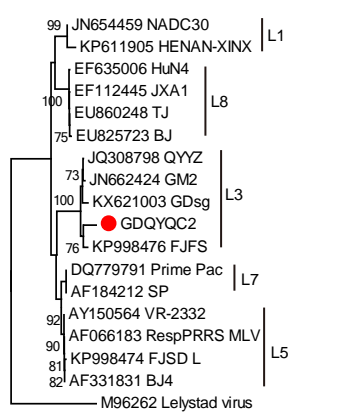 99 JN654459 NADC30
KP611905 HENAN-XINX L1
EF635006 HuN4
EF112445 JXA1
100 L8
EU860248 TJ
75 EU825723 BJ
JQ308798 QYYZ
73 JN662424 GM2
100 KX621003 GDsg L3
GDQYQC2
76 KP998476 FJFS
DQ779791 Prime Pac
L7
AF184212 SP
92 AY150564 VR-2332
AF066183 RespPRRS MLV
90 L5
81 KP998474 FJSD L
82 AF331831 BJ4
M96262 Lelystad virus